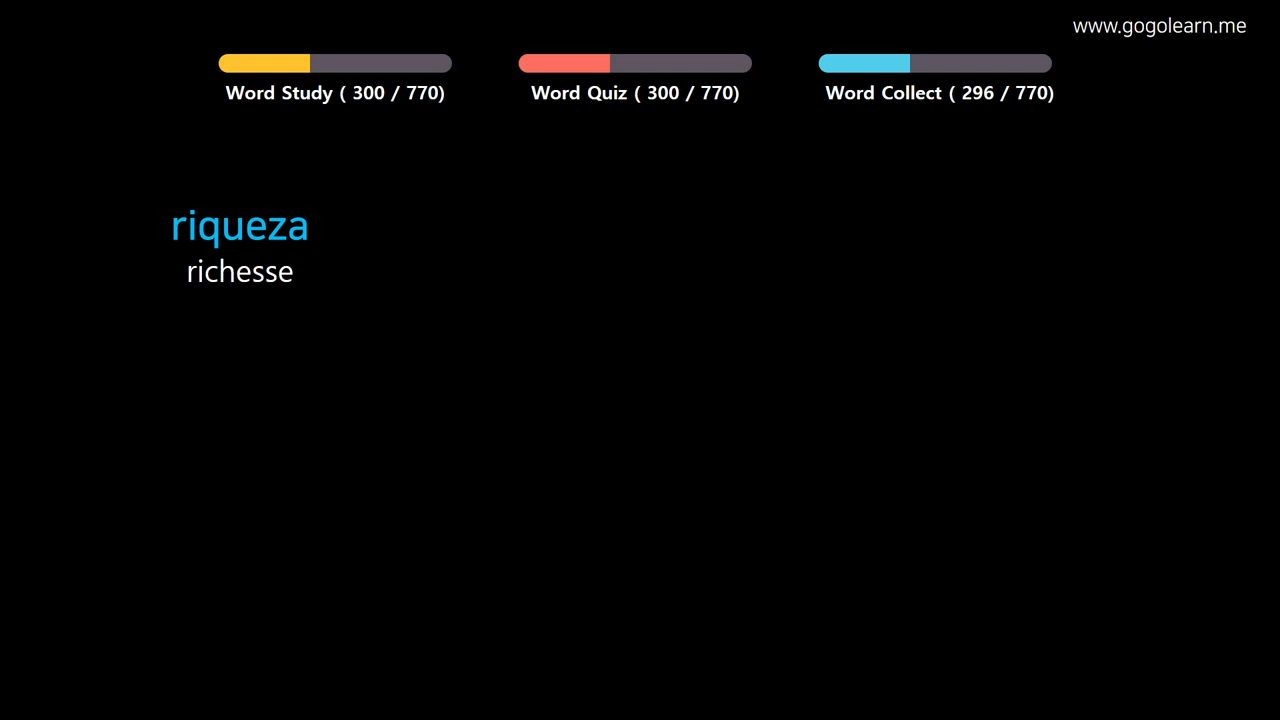 www.gogolearn.me
Word Study ( 300 / 770)
Word Quiz ( 300 / 770)
Word Collect ( 296 / 770)
riqueza
richesse